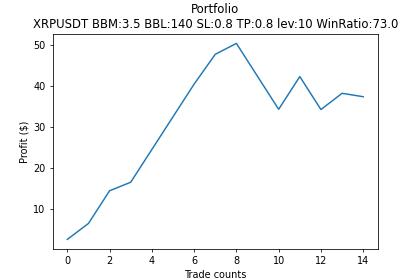 Portfolio
XRPUSDT BBM:3.5 BBL:140 SL:0.8 TP:0.8 lev:10 WinRatio:73.0
50
40
30
20
10
Profit ($)
0 2 4 6 8 10 12 14
Trade counts